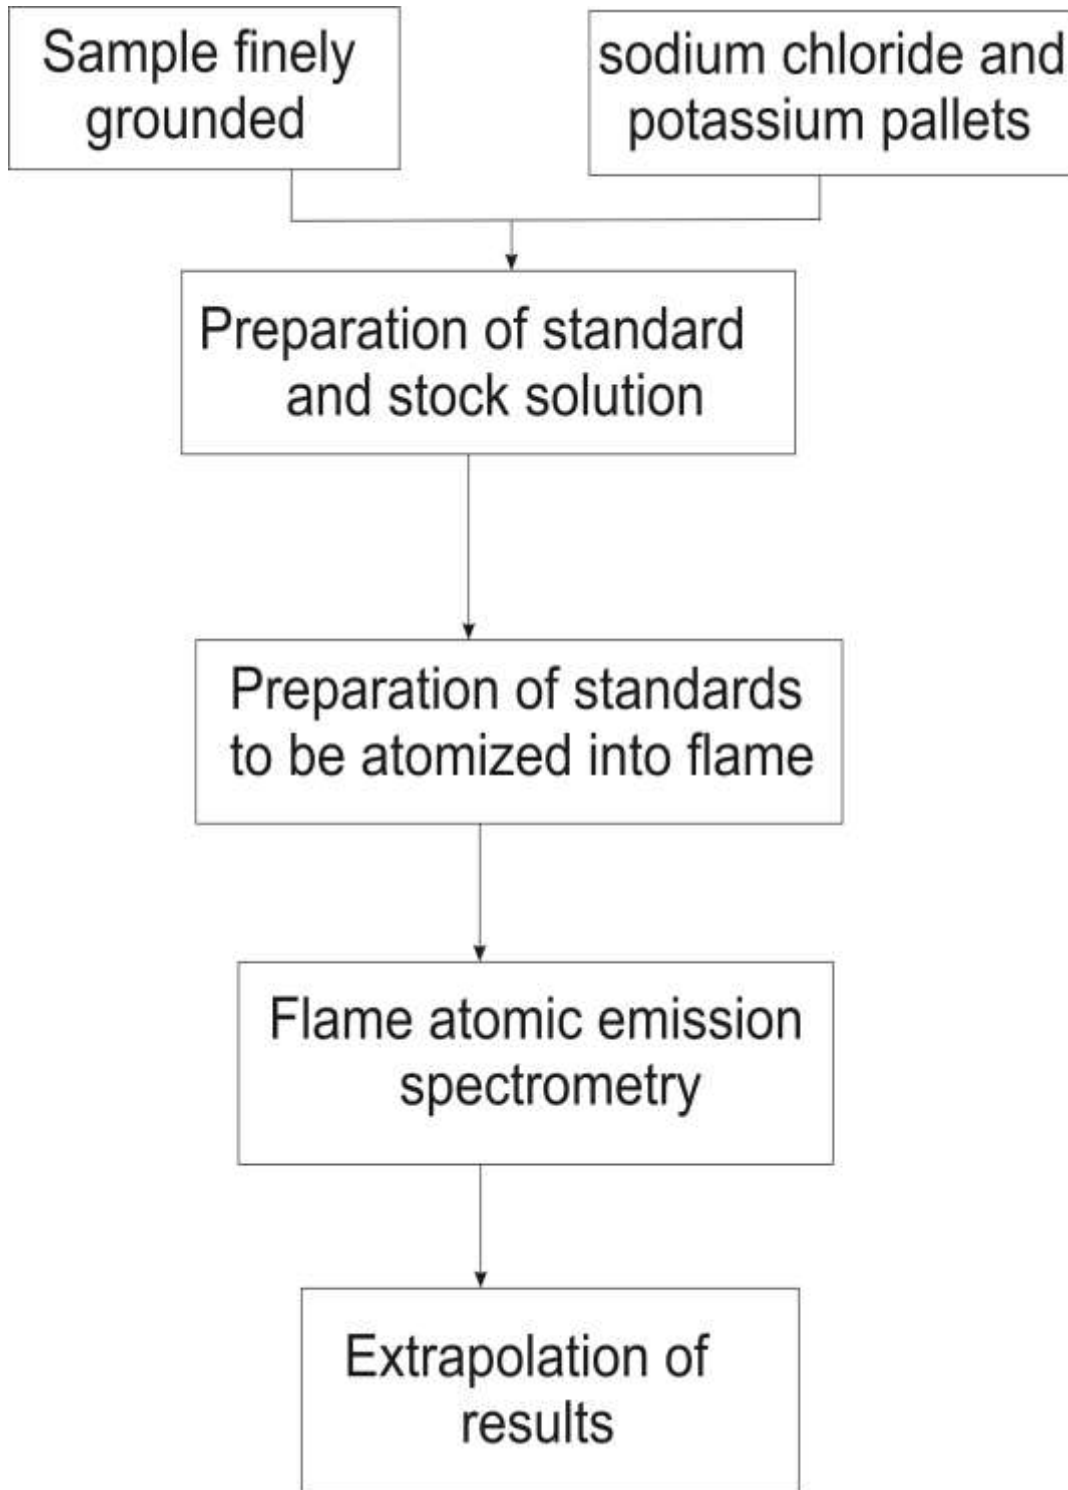 Sample finely
grounded
sodium chloride and
potassium pallets
Preparation of standard
and stock solution
Preparation of standards
to be atomized into flame
Flame atomic emission
spectrometry
Extrapolation of
results